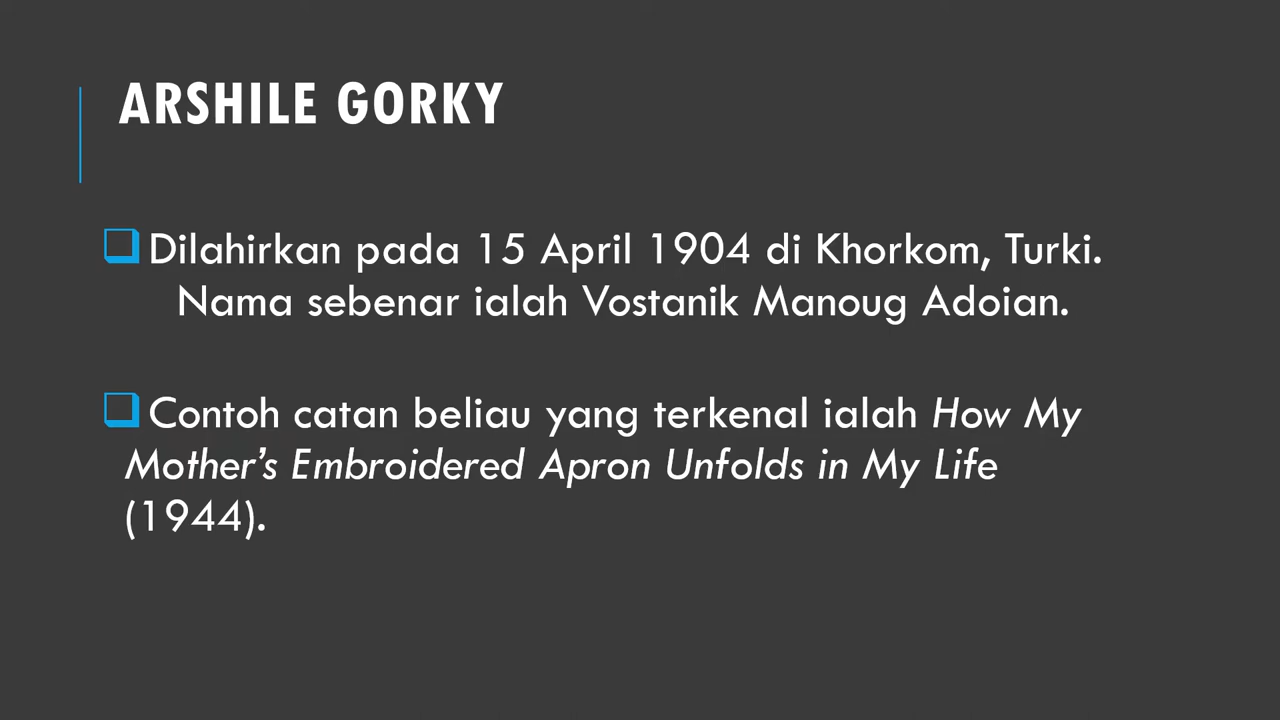 ARSHILE GORKY
Dilahirkan pada 15 April 1904 di Khorkom, Turki.
Nama sebenar ialah Vostanik Manoug Adoian.
Contoh catan beliau yang terkenal ialah How My
Mother’s Embroidered Apron Unfolds in My Life
(1944).